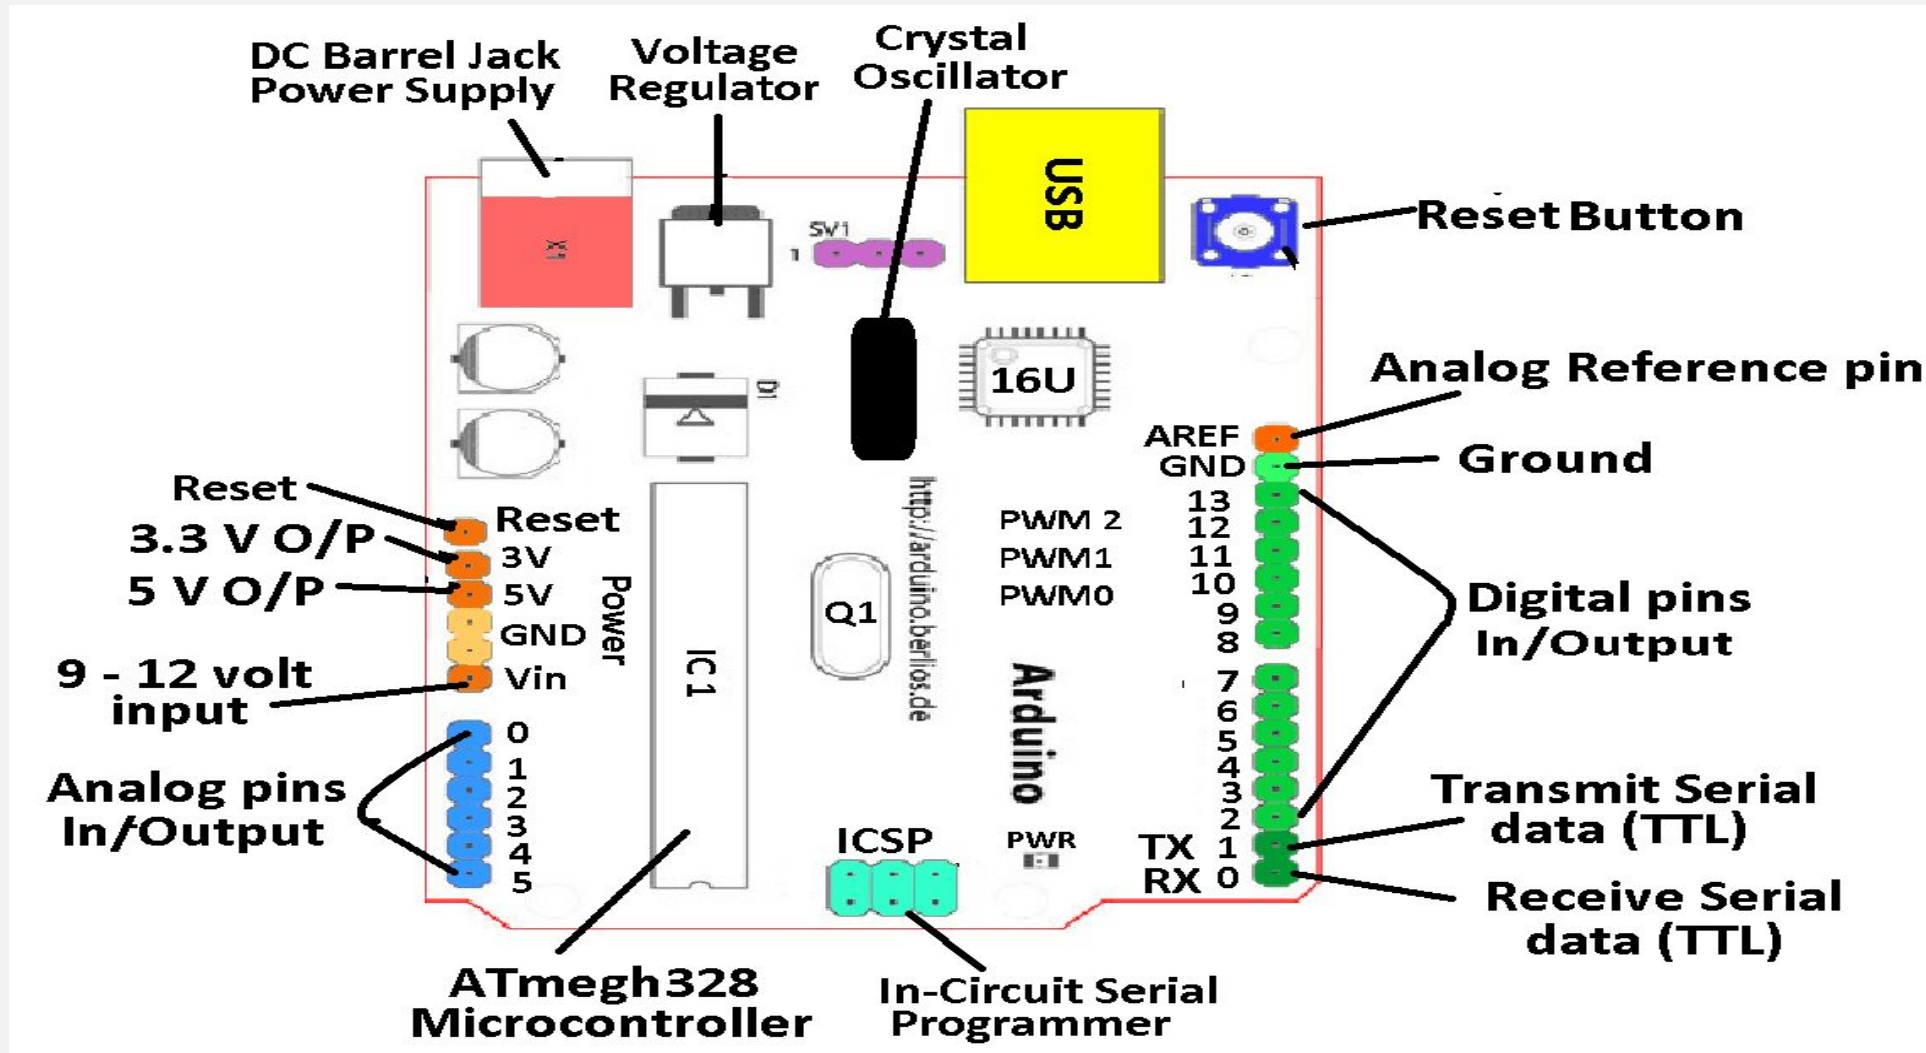 DC Barrel Jack
Power Supply
Voltage
Regulator
Crystal
Oscillator
USB
Reset Button
X1
SV1
1
D1
16U
Analog Reference pin
AREF
GND
Ground
Reset
Reset
3.3 V O/P
3V
5 V O/P
5V
GND
9 - 12 volt
input
Vin
Power
0
1
2
3
4
5
Analog pins
In/Output
IC1
Q1
http://arduino.berlios.de
PWM 2
PWM1
PWM0
Arduino
13
12
11
10
9
8
7
6
5
4
3
2
TX 1
RX 0
Digital pins
In/Output
Transmit Serial
data (TTL)
Receive Serial
data (TTL)
ICSP
PWR
ATmegh328
Microcontroller
In-Circuit Serial
Programmer